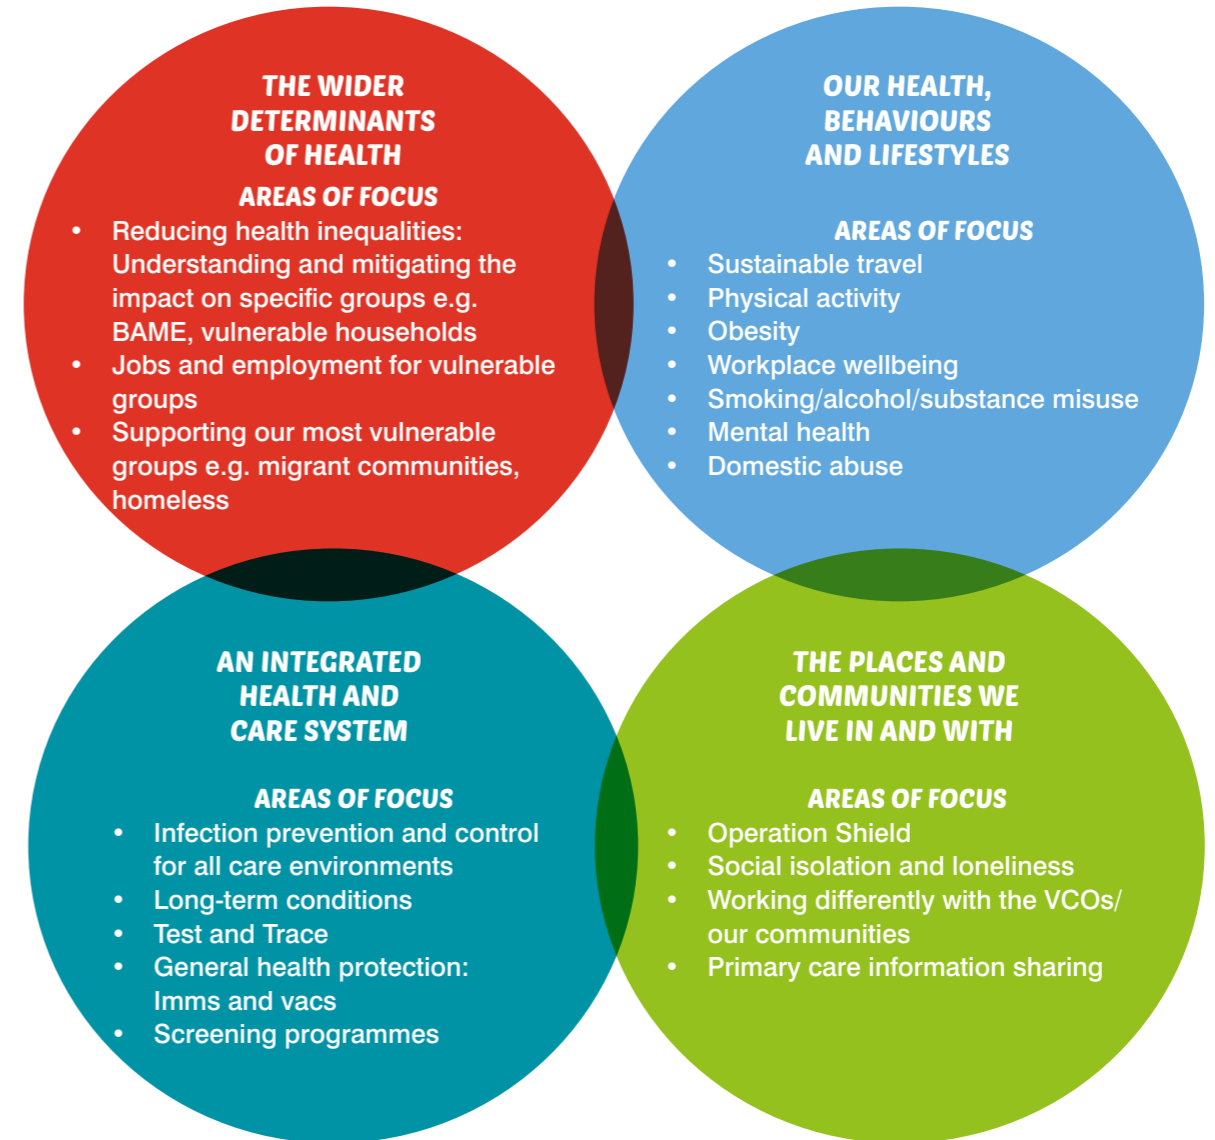 THE WIDER
DETERMINANTS
OF HEALTH
AREAS OF FOCUS
• Reducing health inequalities:
Understanding and mitigating the
impact on specific groups e.g.
BAME, vulnerable households
• Jobs and employment for vulnerable
groups
• Supporting our most vulnerable
groups e.g. migrant communities,
homeless
OUR HEALTH,
BEHAVIOURS
AND LIFESTYLES
AREAS OF FOCUS
• Sustainable travel
• Physical activity
• Obesity
• Workplace wellbeing
• Smoking/alcohol/substance misuse
• Mental health
• Domestic abuse
AN INTEGRATED
HEALTH AND
CARE SYSTEM
AREAS OF FOCUS
• Infection prevention and control
for all care environments
• Long-term conditions
• Test and Trace
• General health protection:
Imms and vacs
• Screening programmes
THE PLACES AND
COMMUNITIES WE
LIVE IN AND WITH
AREAS OF FOCUS
• Operation Shield
• Social isolation and loneliness
• Working differently with the VCOs/
our communities
• Primary care information sharing